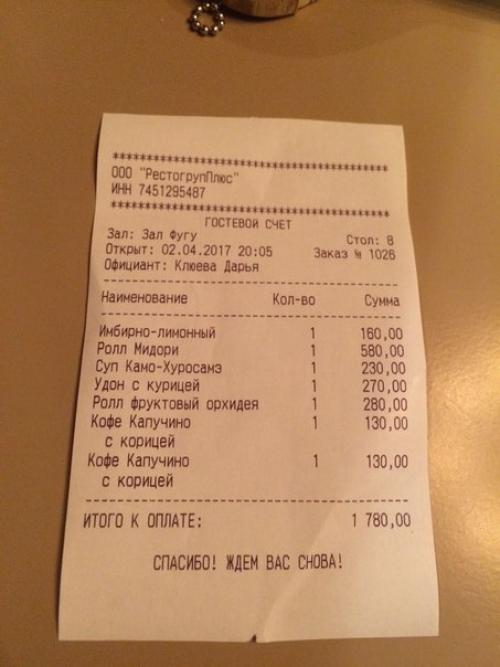 ****************************************
ООО "РестогрупПлюс"
ИНН 7451295487
****************************************
ГОСТЕВОЙ СЧЕТ
Зал: Зал Фугу Стол: 8
Открыт: 02.04.2017 20:05 Заказ № 1026
Официант: Клюева Дарья
Наименование Кол-во Сумма
Имбирно-лимонный 1 160,00
Ролл Мидори 1 580,00
Суп Камо-Хуросамэ 1 230,00
Удон с курицей 1 270,00
Ролл фруктовый орхидея 1 280,00
Кофе Капучино 1 130,00
с корицей
Кофе Капучино 1 130,00
с корицей
ИТОГО К ОПЛАТЕ: 1 780,00
СПАСИБО! ЖДЕМ ВАС СНОВА!